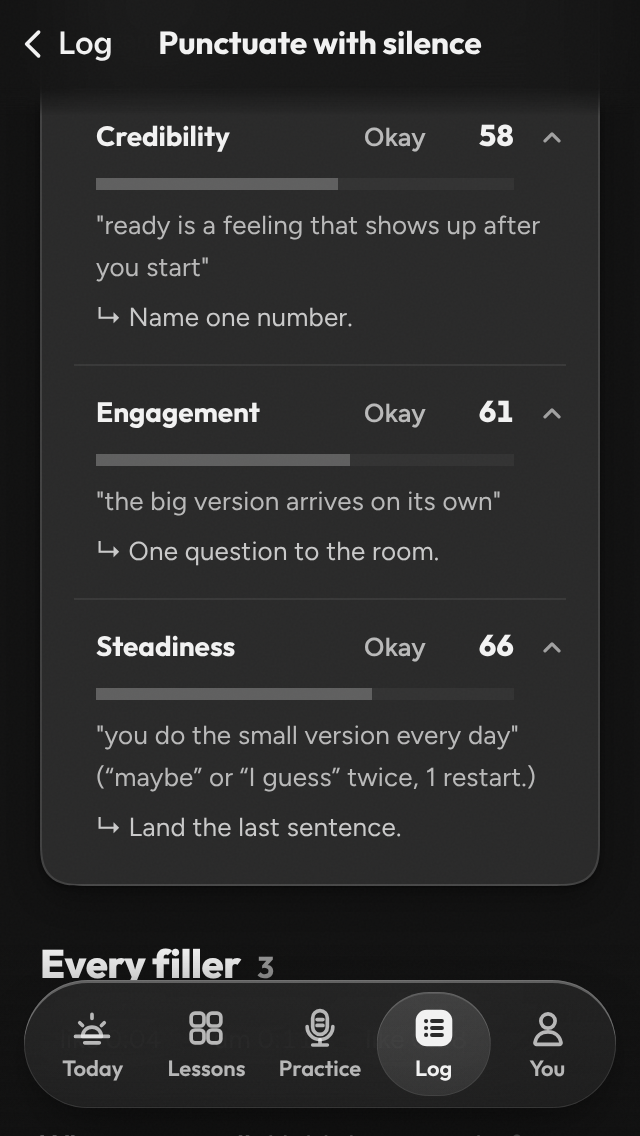 Log
Punctuate with silence
Credibility Okay 58
"ready is a feeling that shows up after
you start"
↳ Name one number.
Engagement Okay 61
"the big version arrives on its own"
↳ One question to the room.
Steadiness Okay 66
"you do the small version every day"
(“maybe” or “I guess” twice, 1 restart.)
↳ Land the last sentence.
Every filler 3
Today Lessons Practice Log You